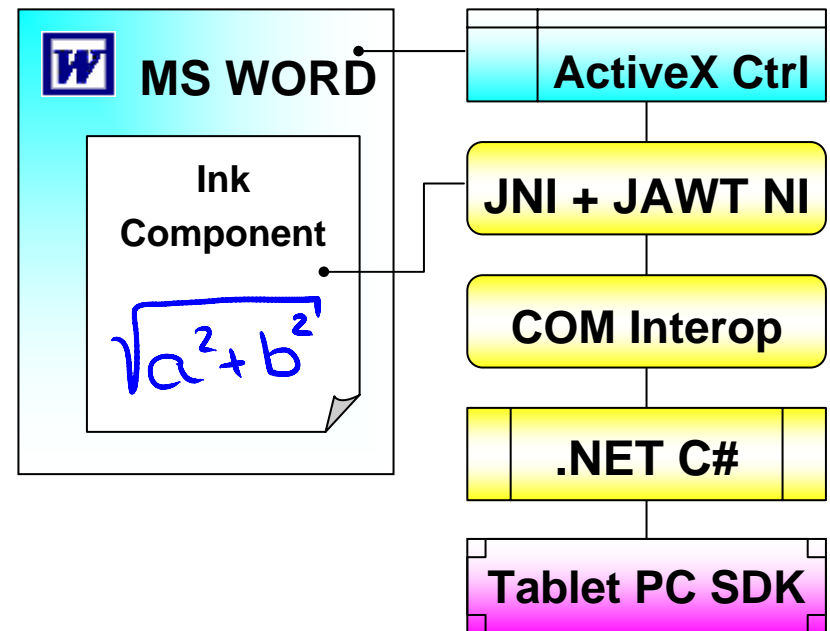 W
MS WORD
Ink
Component
√a²+b²
ActiveX Ctrl
JNI + JAWT NI
COM Interop
.NET C#
Tablet PC SDK